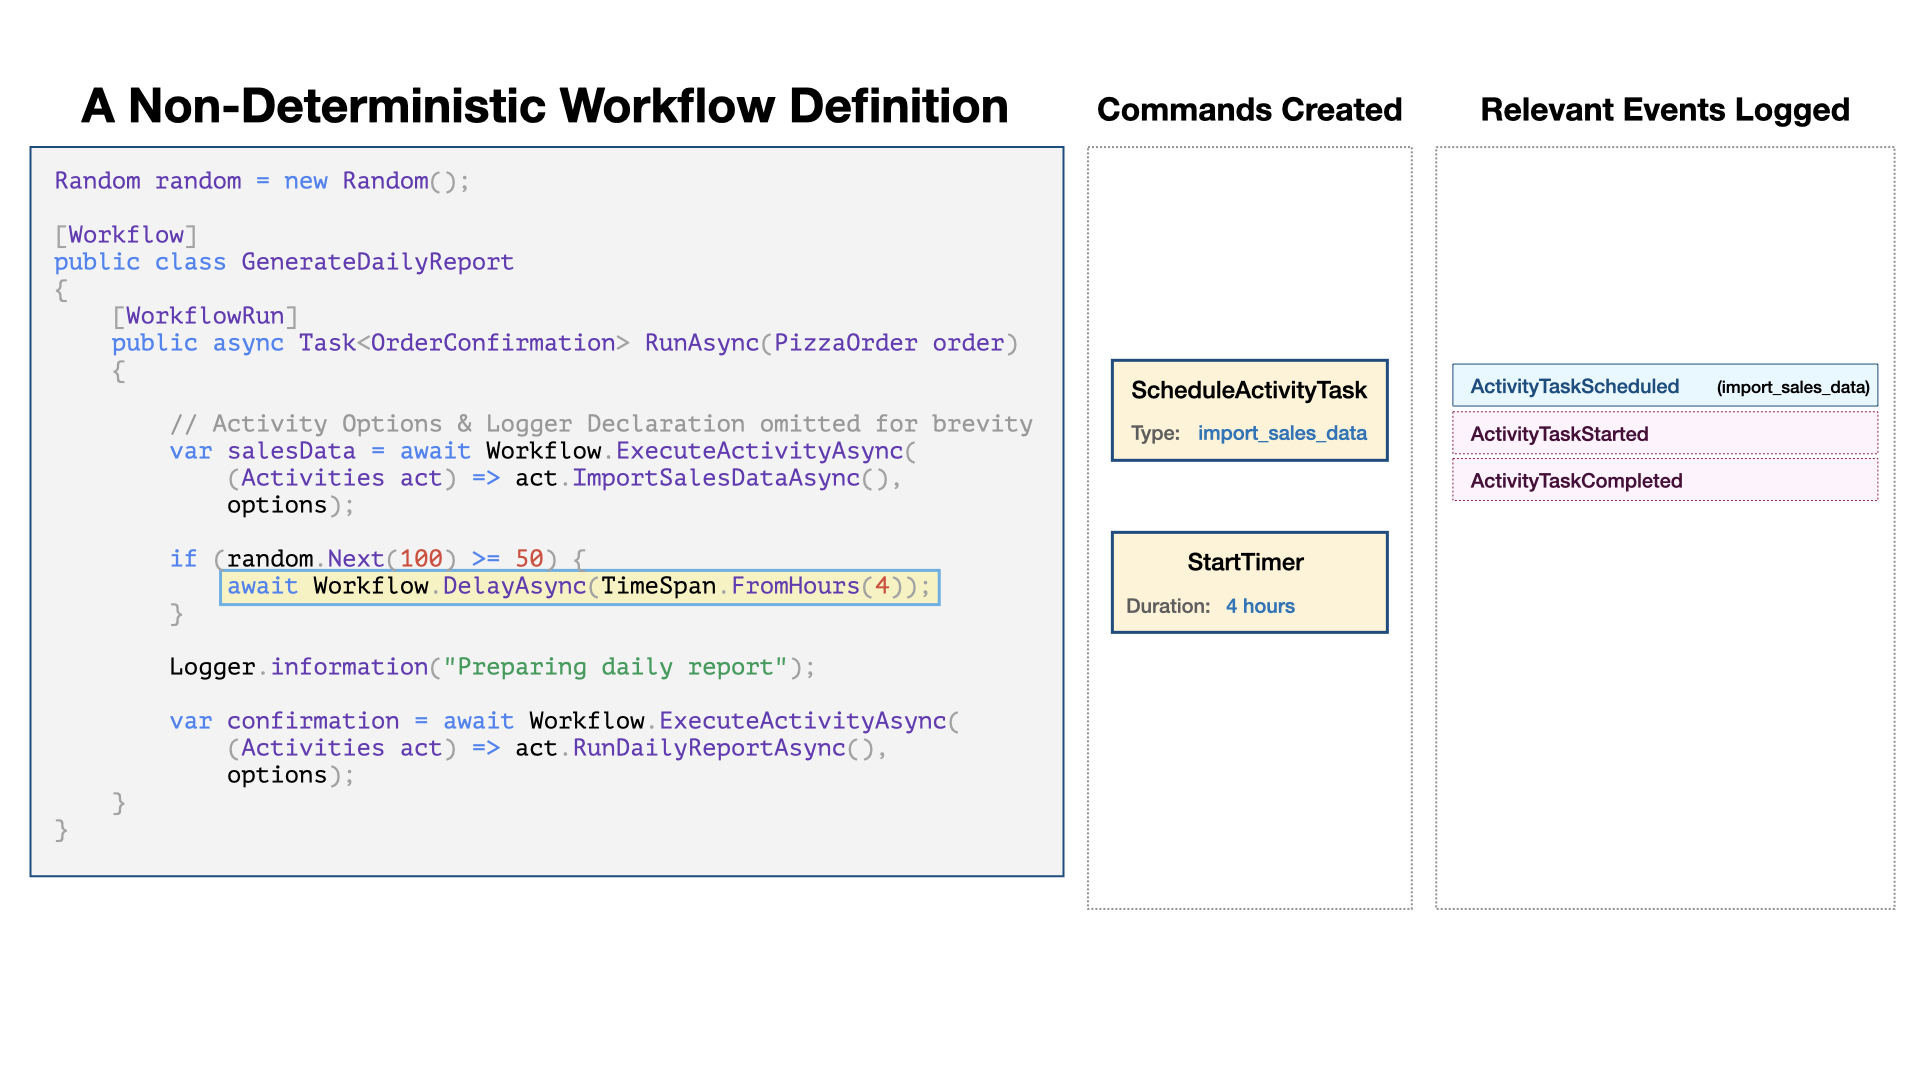 A Non-Deterministic Workflow Definition
Random random = new Random();
[Workflow]
public class GenerateDailyReport
{
    [WorkflowRun]
    public async Task<OrderConfirmation> RunAsync(PizzaOrder order)
    {
        // Activity Options & Logger Declaration omitted for brevity
        var salesData = await Workflow.ExecuteActivityAsync(
            (Activities act) => act.ImportSalesDataAsync(),
            options);
        if (random.Next(100) >= 50) {
            await Workflow.DelayAsync(TimeSpan.FromHours(4));
        }
        Logger.information("Preparing daily report");
        var confirmation = await Workflow.ExecuteActivityAsync(
            (Activities act) => act.RunDailyReportAsync(),
            options);
    }
}
Commands Created
ScheduleActivityTask
Type: import_sales_data
StartTimer
Duration: 4 hours
Relevant Events Logged
ActivityTaskScheduled (import_sales_data)
ActivityTaskStarted
ActivityTaskCompleted